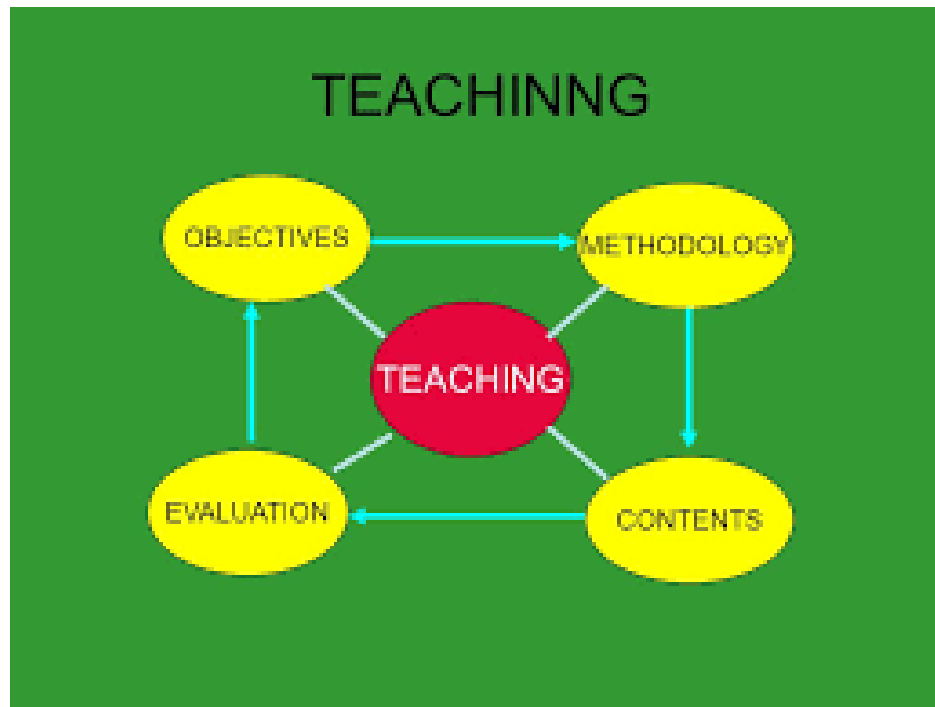 TEACHINNG
OBJECTIVES
METHODOLOGY
TEACHING
EVALUATION
CONTENTS